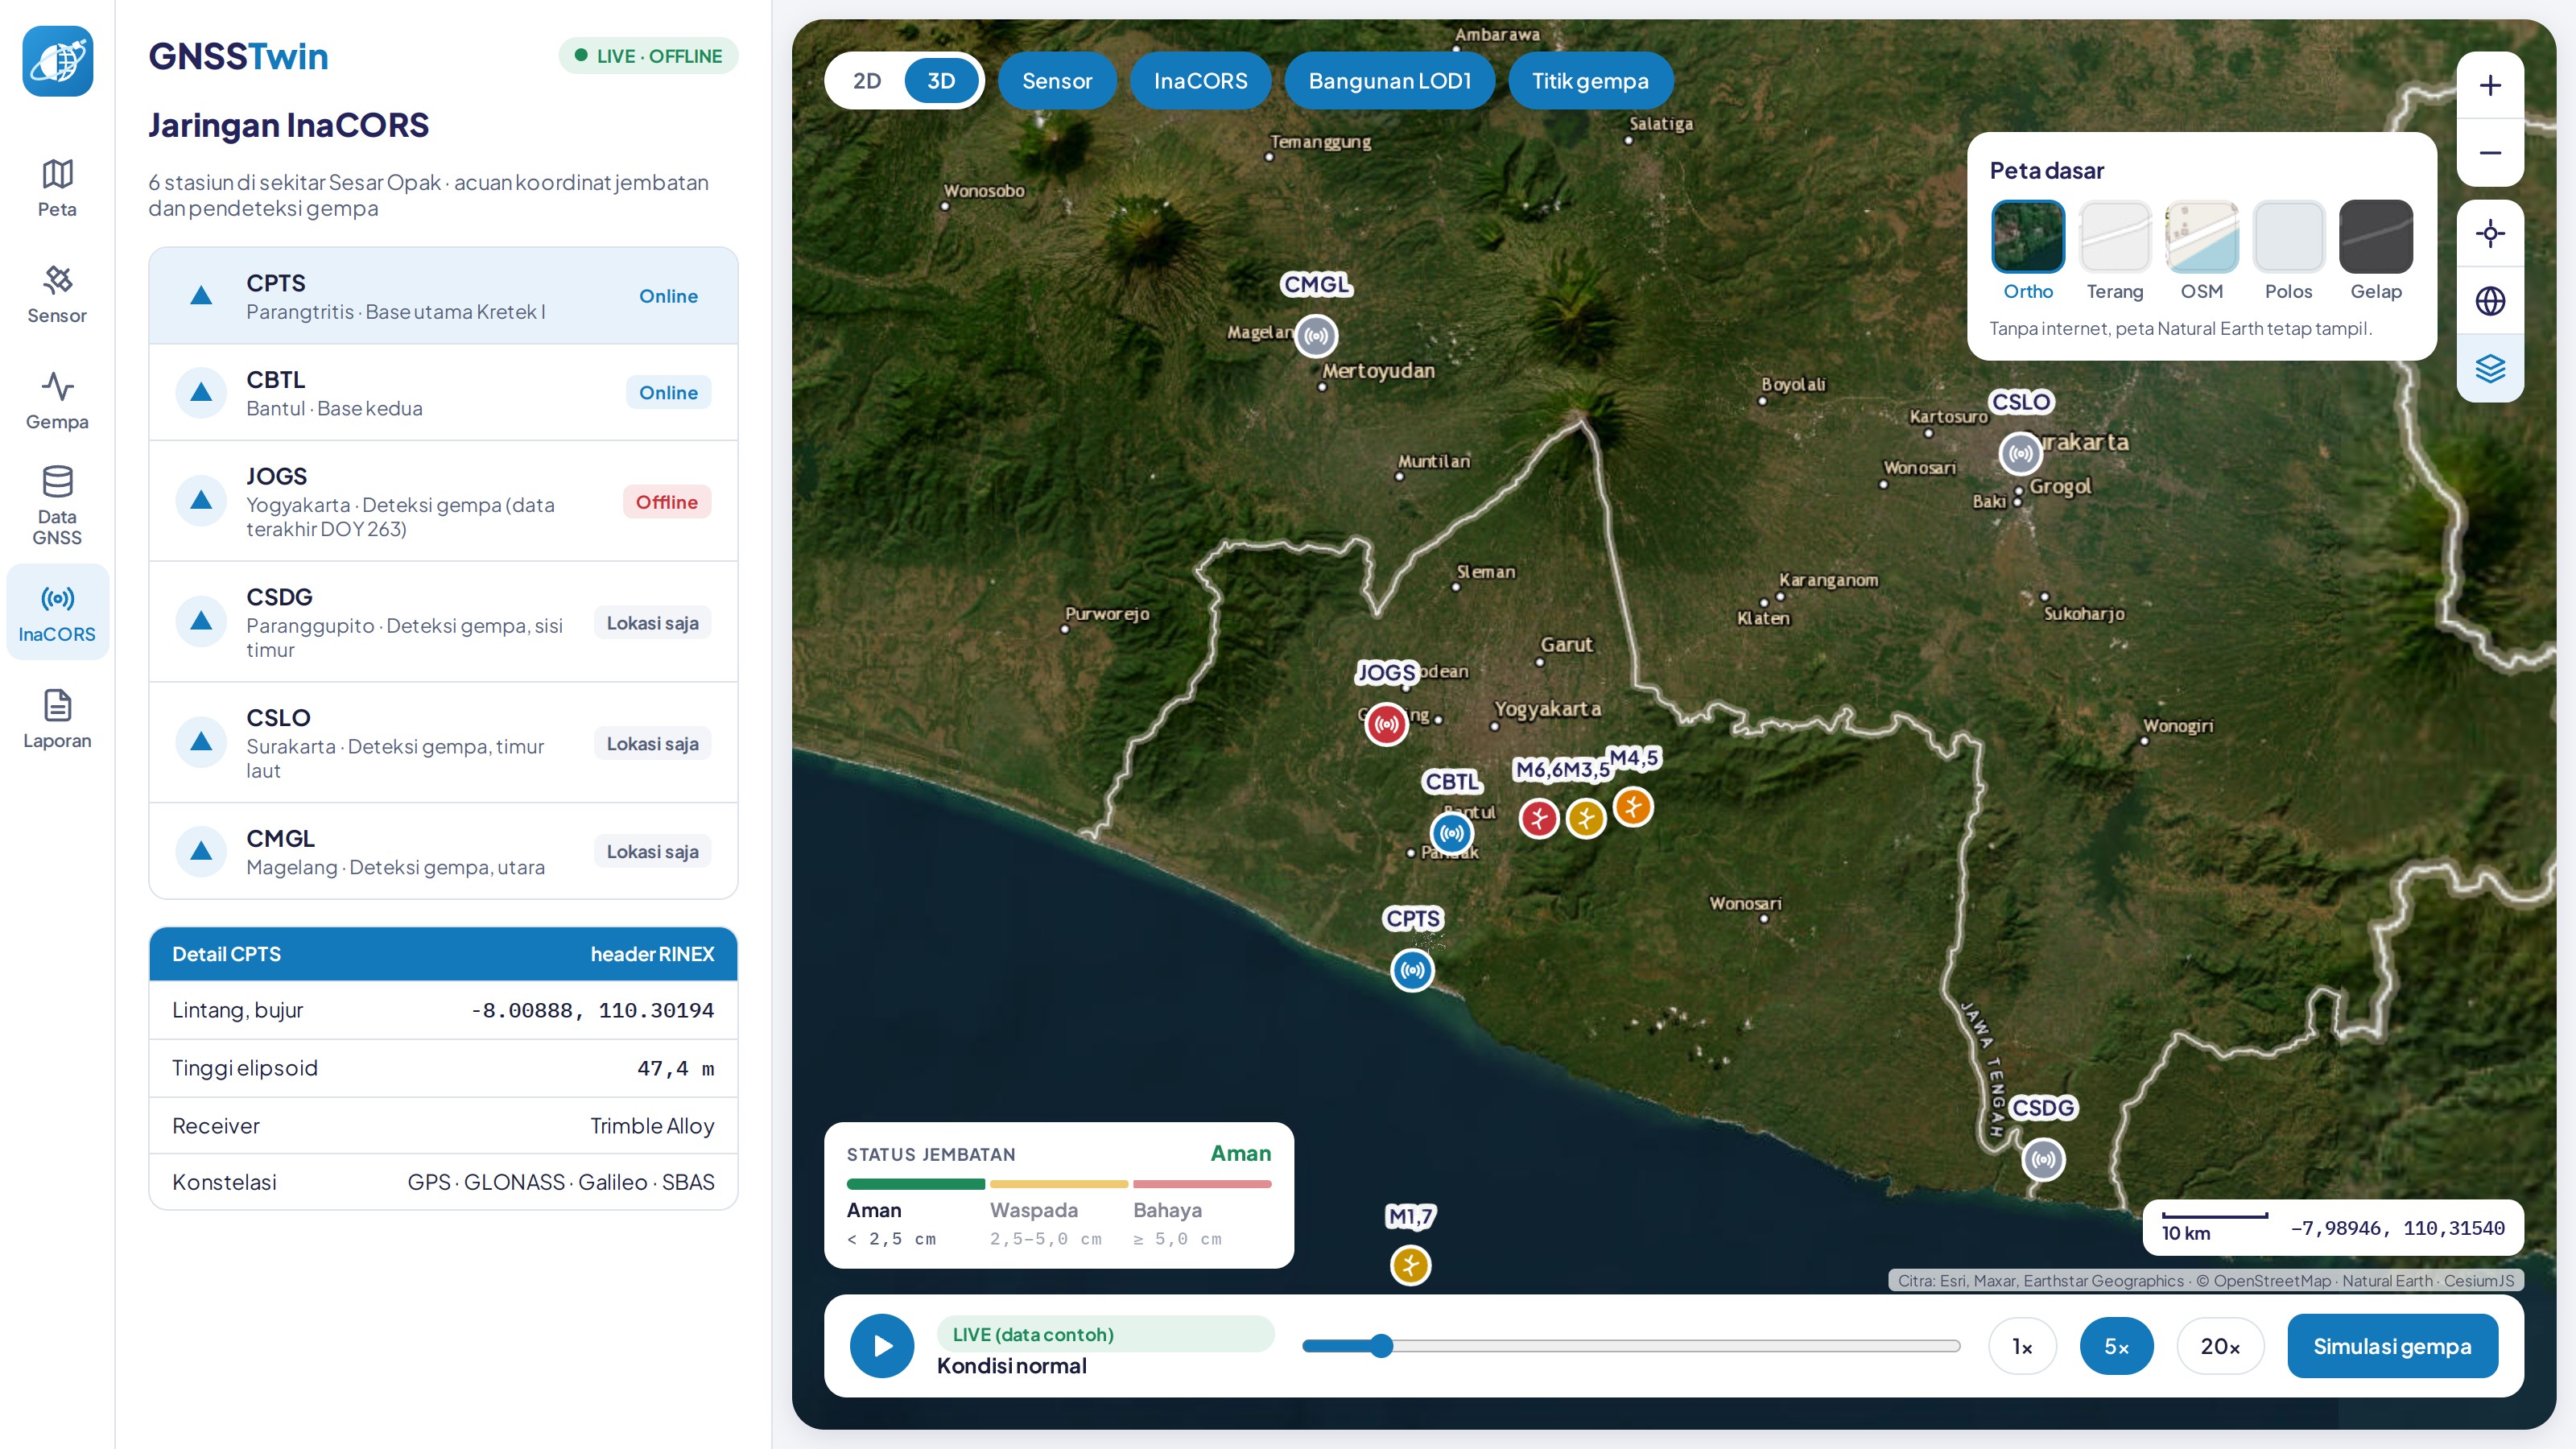 GNSSTwin
LIVE · OFFLINE
Peta
Sensor
Gempa
Data
GNSS
InaCORS
Laporan
Jaringan InaCORS
6 stasiun di sekitar Sesar Opak · acuan koordinat jembatan
dan pendeteksi gempa
CPTS
Parangtritis · Base utama Kretek I
Online
CBTL
Bantul · Base kedua
Online
JOGS
Yogyakarta · Deteksi gempa (data
terakhir DOY 263)
Offline
CSDG
Paranggupito · Deteksi gempa, sisi
timur
Lokasi saja
CSLO
Surakarta · Deteksi gempa, timur
laut
Lokasi saja
CMGL
Magelang · Deteksi gempa, utara
Lokasi saja
Detail CPTS header RINEX
Lintang, bujur -8.00888, 110.30194
Tinggi elipsoid 47,4 m
Receiver Trimble Alloy
Konstelasi GPS · GLONASS · Galileo · SBAS
2D 3D Sensor InaCORS Bangunan LOD1 Titik gempa
Ambarawa
Salatiga
Temanggung
Wonosobo
Peta dasar
Ortho Terang OSM Polos Gelap
Tanpa internet, peta Natural Earth tetap tampil.
CMGL
Magelan
Mertoyudan
Boyolali
CSLO
Kartosuro
urakarta
Muntilan
Wonosari
Grogol
Baki
Sleman
Karanganom
Klaten
Purworejo
Sukoharjo
Garut
JOGS
odean
Yogyakarta
ng
Wonogiri
M6,6
M3,5
M4,5
CBTL
ntul
Wonosari
CPTS
JAWA TENGAH
CSDG
M1,7
STATUS JEMBATAN Aman
Aman Waspada Bahaya
< 2,5 cm 2,5–5,0 cm ≥ 5,0 cm
10 km −7,98946, 110,31540
Citra: Esri, Maxar, Earthstar Geographics · © OpenStreetMap · Natural Earth · CesiumJS
LIVE (data contoh)
Kondisi normal
1× 5× 20× Simulasi gempa